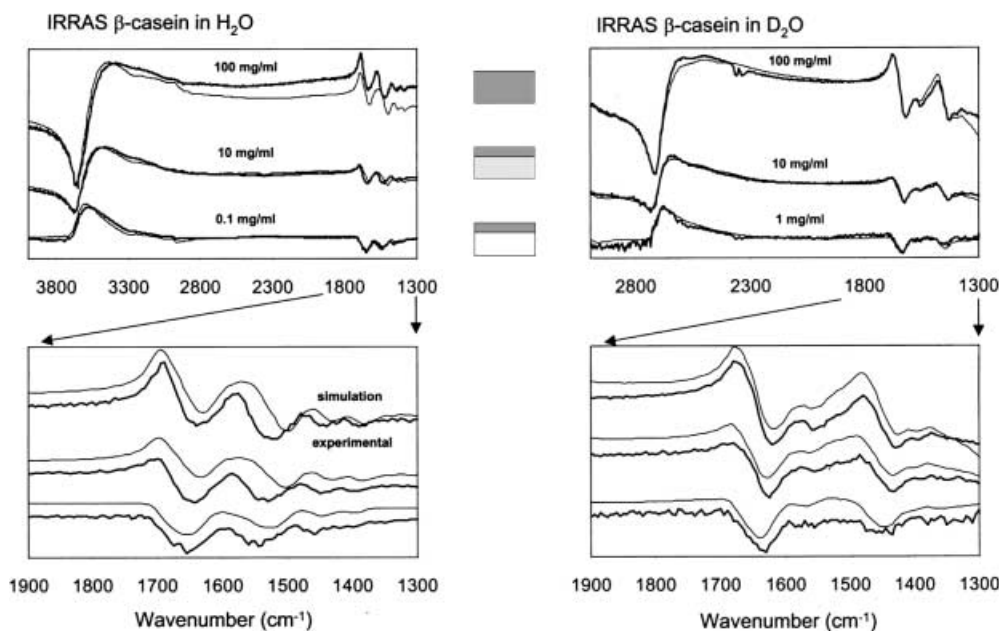 IRRAS β-casein in H₂O
IRRAS β-casein in D₂O
100 mg/ml
10 mg/ml
0.1 mg/ml
3800 3300 2800 2300 1800 1300
100 mg/ml
10 mg/ml
1 mg/ml
2800 2300 1800 1300
simulation
experimental
1900 1800 1700 1600 1500 1400 1300
Wavenumber (cm⁻¹)
1900 1800 1700 1600 1500 1400 1300
Wavenumber (cm⁻¹)